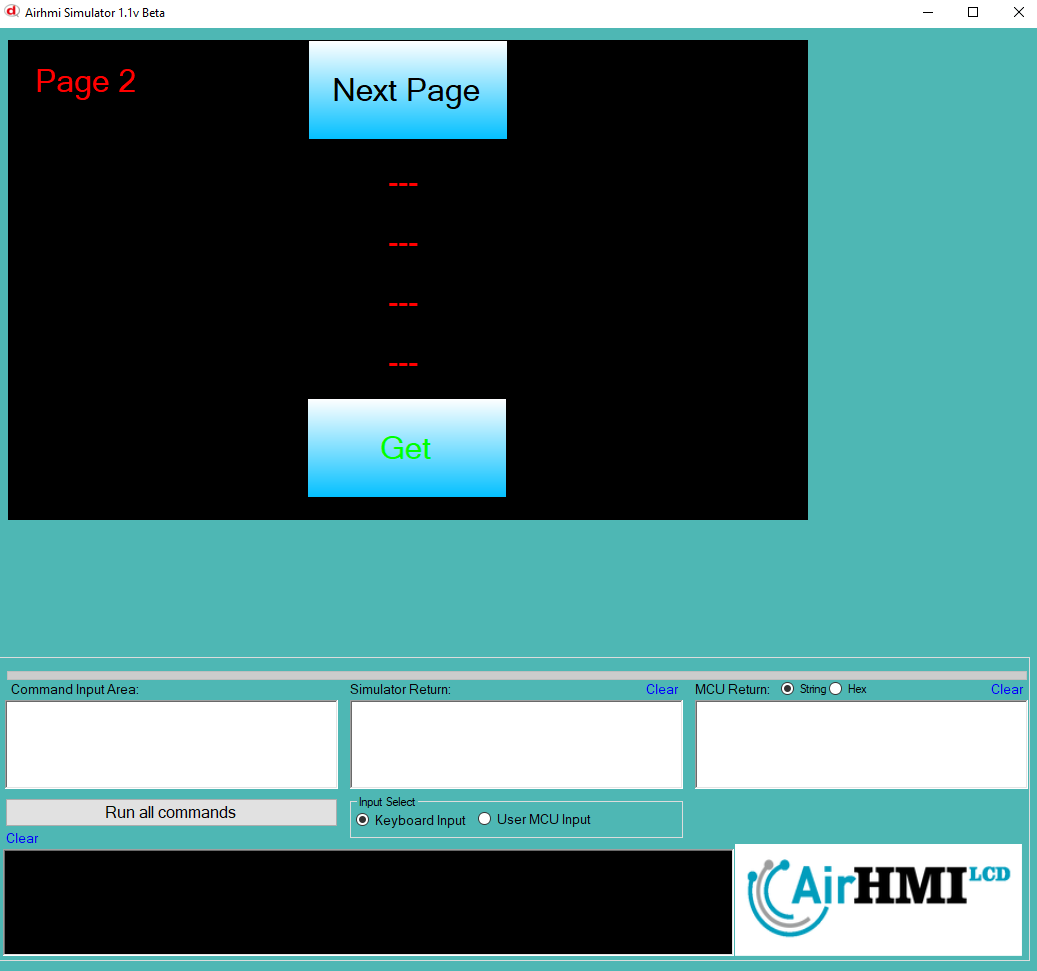 Airhmi Simulator 1.1v Beta
Page 2
Next Page
---
---
---
---
Get
Command Input Area:
Simulator Return:
Clear
MCU Return:
String
Hex
Clear
Run all commands
Input Select
Keyboard Input
User MCU Input
Clear
AirHMI LCD